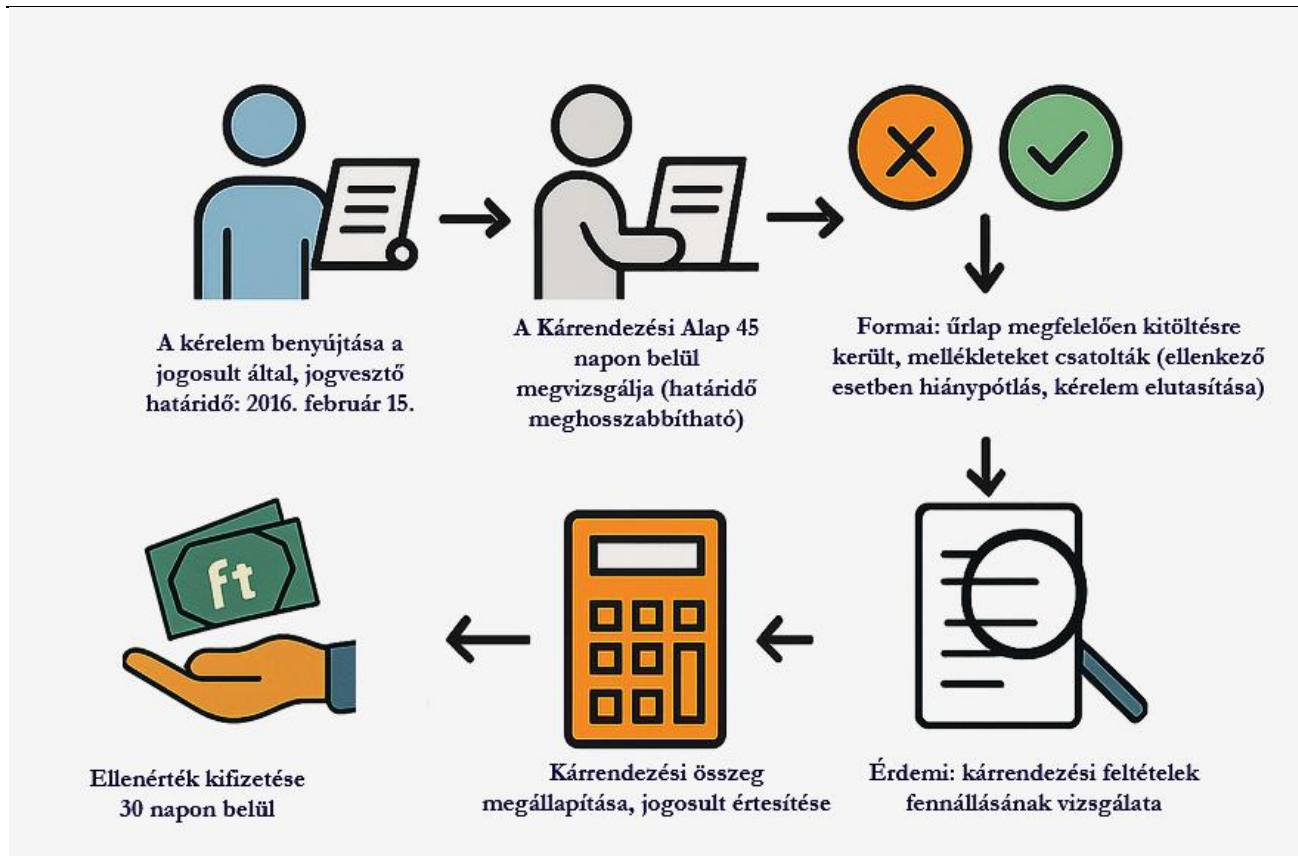 A kérelem benyújtása a
jogosult által, jogvesztő
határidő: 2016. február 15.
A Kárrendezési Alap 45
napon belül
megvizsgálja (határidő
meghosszabbítható)
Formai: űrlap megfelelően kitöltésre
került, mellékleteket csatolták (ellenkező
esetben hiánypótlás, kérelem elutasítása)
Érdemi: kárrendezési feltételek
fennállásának vizsgálata
Kárrendezési összeg
megállapítása, jogosult értesítése
Ft
Ellenérték kifizetése
30 napon belül